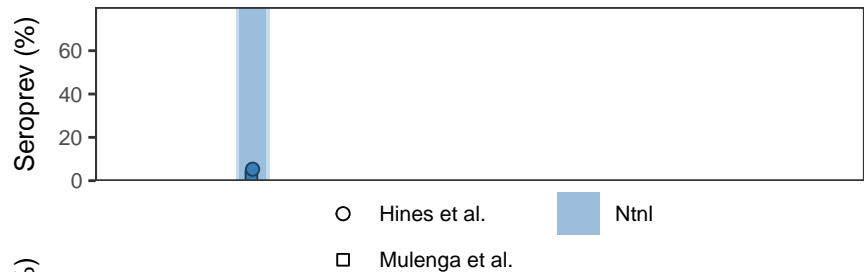 Seroprev (%)
60
40
20
0
Hines et al.
Ntnl
Mulenga et al.
%)